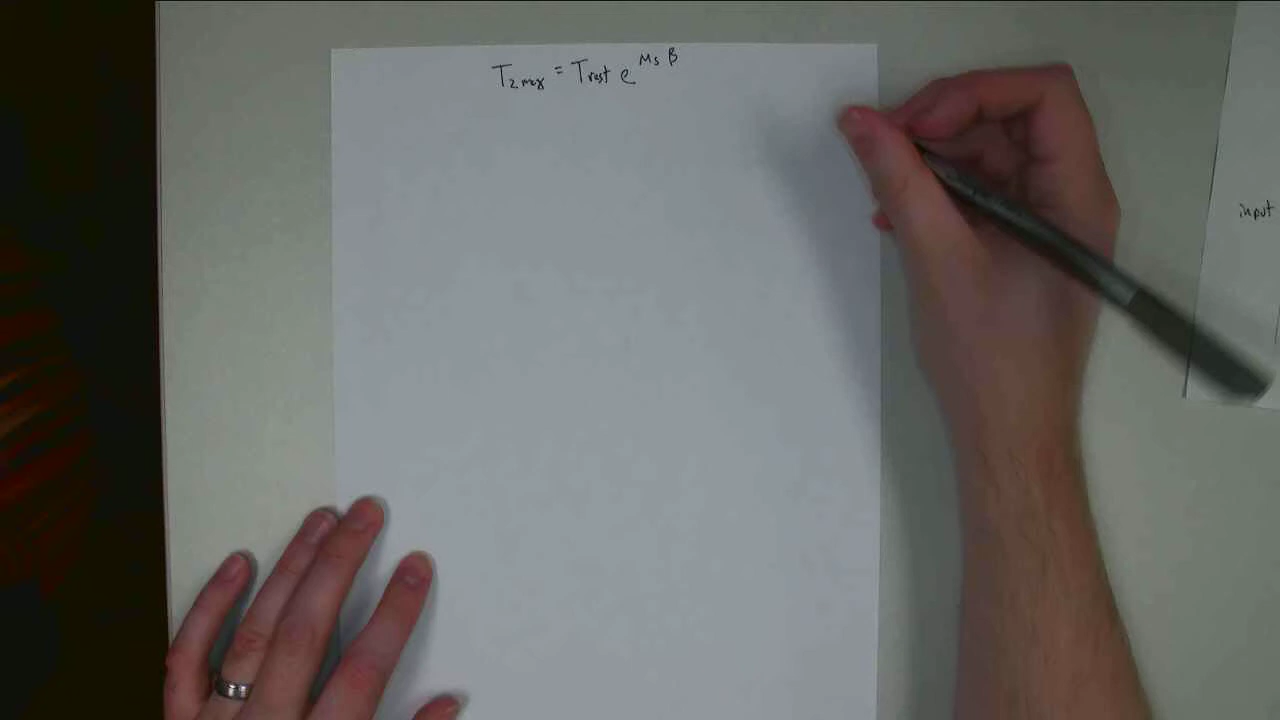 T₂ₘₐₓ = Tᵣₑₛₜ e^(μₛ β)
input